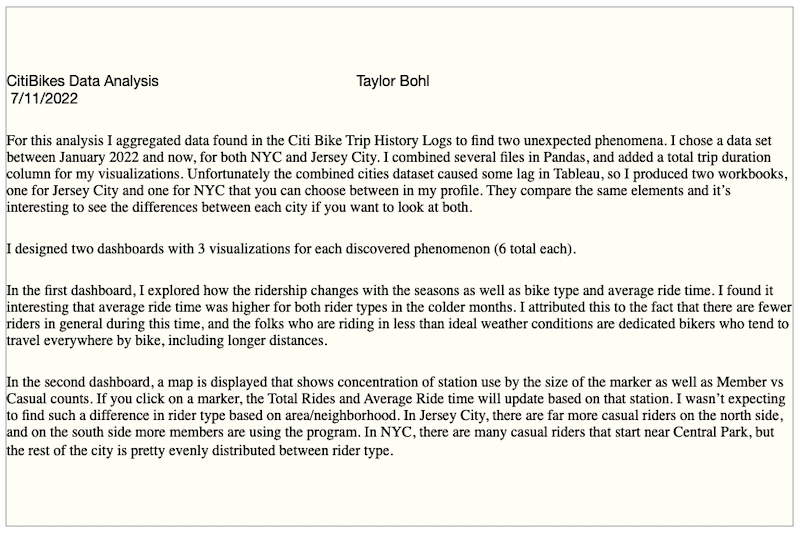 CitiBikes Data Analysis Taylor Bohl
7/11/2022
For this analysis I aggregated data found in the Citi Bike Trip History Logs to find two unexpected phenomena. I chose a data set
between January 2022 and now, for both NYC and Jersey City. I combined several files in Pandas, and added a total trip duration
column for my visualizations. Unfortunately the combined cities dataset caused some lag in Tableau, so I produced two workbooks,
one for Jersey City and one for NYC that you can choose between in my profile. They compare the same elements and it’s
interesting to see the differences between each city if you want to look at both.
I designed two dashboards with 3 visualizations for each discovered phenomenon (6 total each).
In the first dashboard, I explored how the ridership changes with the seasons as well as bike type and average ride time. I found it
interesting that average ride time was higher for both rider types in the colder months. I attributed this to the fact that there are fewer
riders in general during this time, and the folks who are riding in less than ideal weather conditions are dedicated bikers who tend to
travel everywhere by bike, including longer distances.
In the second dashboard, a map is displayed that shows concentration of station use by the size of the marker as well as Member vs
Casual counts. If you click on a marker, the Total Rides and Average Ride time will update based on that station. I wasn’t expecting
to find such a difference in rider type based on area/neighborhood. In Jersey City, there are far more casual riders on the north side,
and on the south side more members are using the program. In NYC, there are many casual riders that start near Central Park, but
the rest of the city is pretty evenly distributed between rider type.